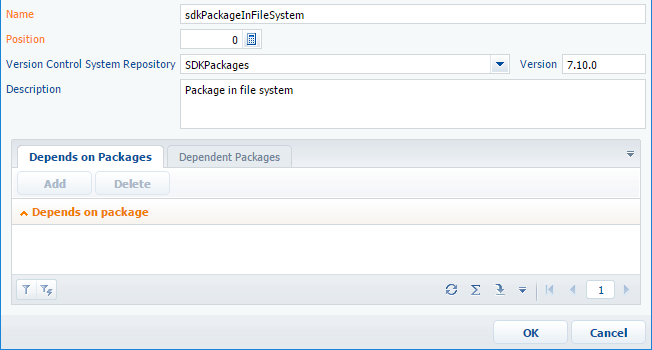 Name sdkPackageInFileSystem
Position 0
Version Control System Repository SDKPackages Version 7.10.0
Description Package in file system
Depends on Packages Dependent Packages
Add Delete
Depends on package
1
OK Cancel